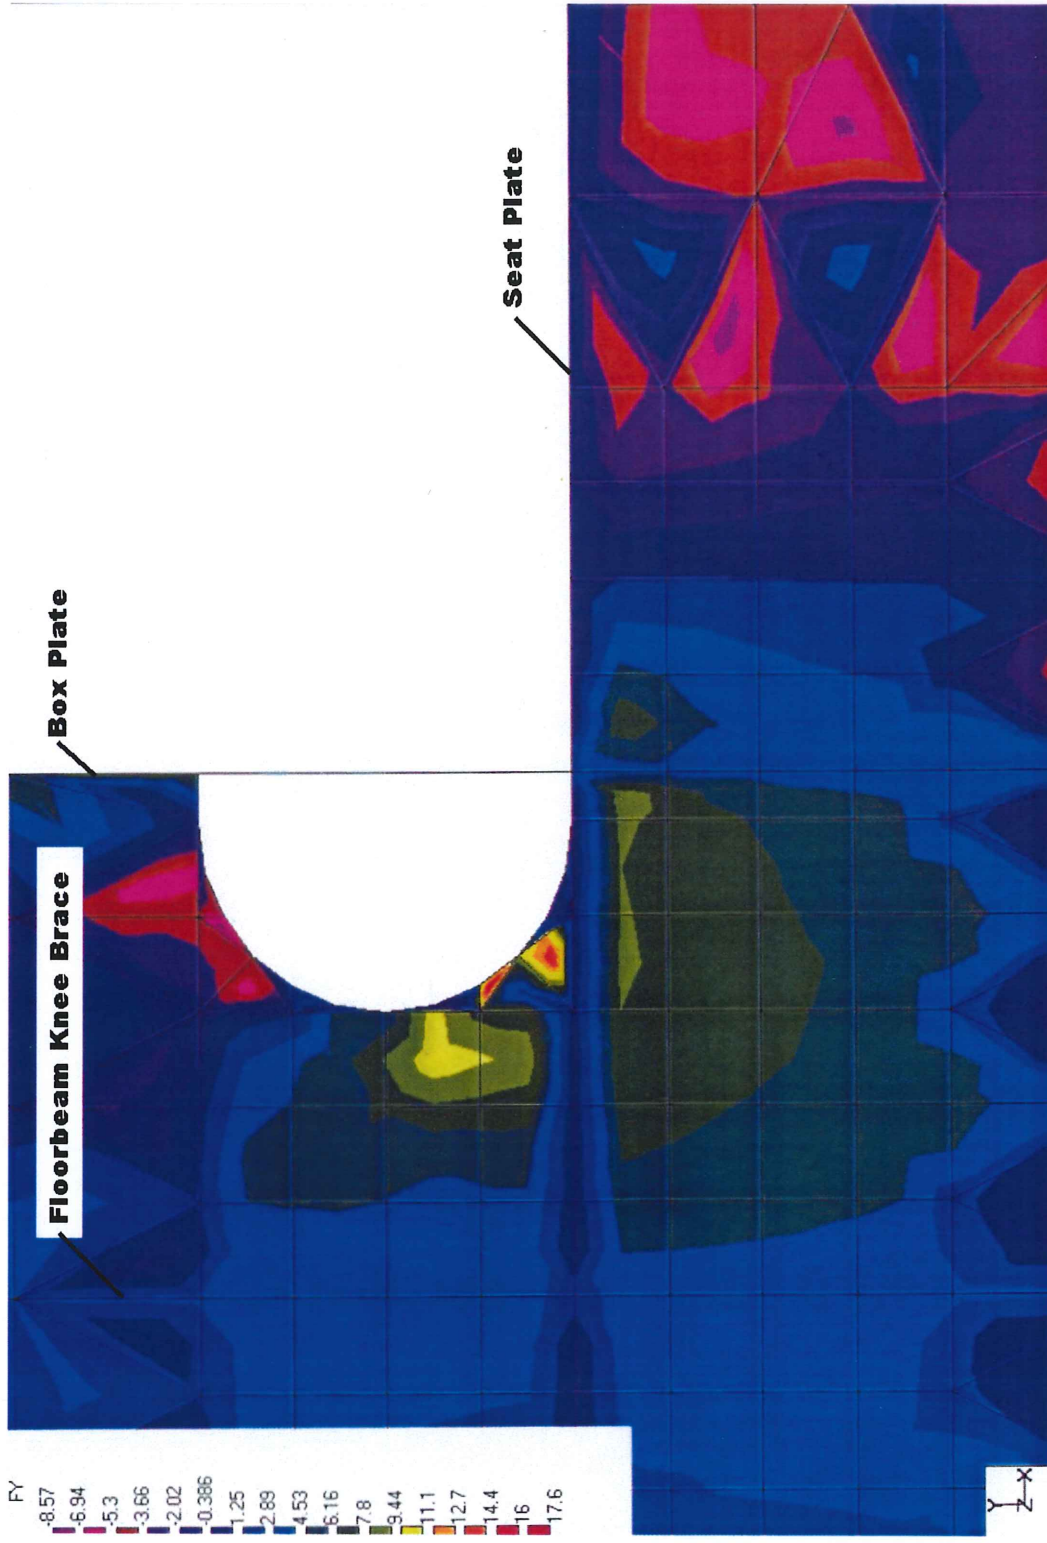 FY
-8.57
-6.94
-5.3
-3.66
-2.02
-0.386
1.25
2.89
4.53
6.16
7.8
9.44
11.1
12.7
14.4
16
17.6
Floorbeam Knee Brace
Box Plate
Seat Plate
Y
Z
X